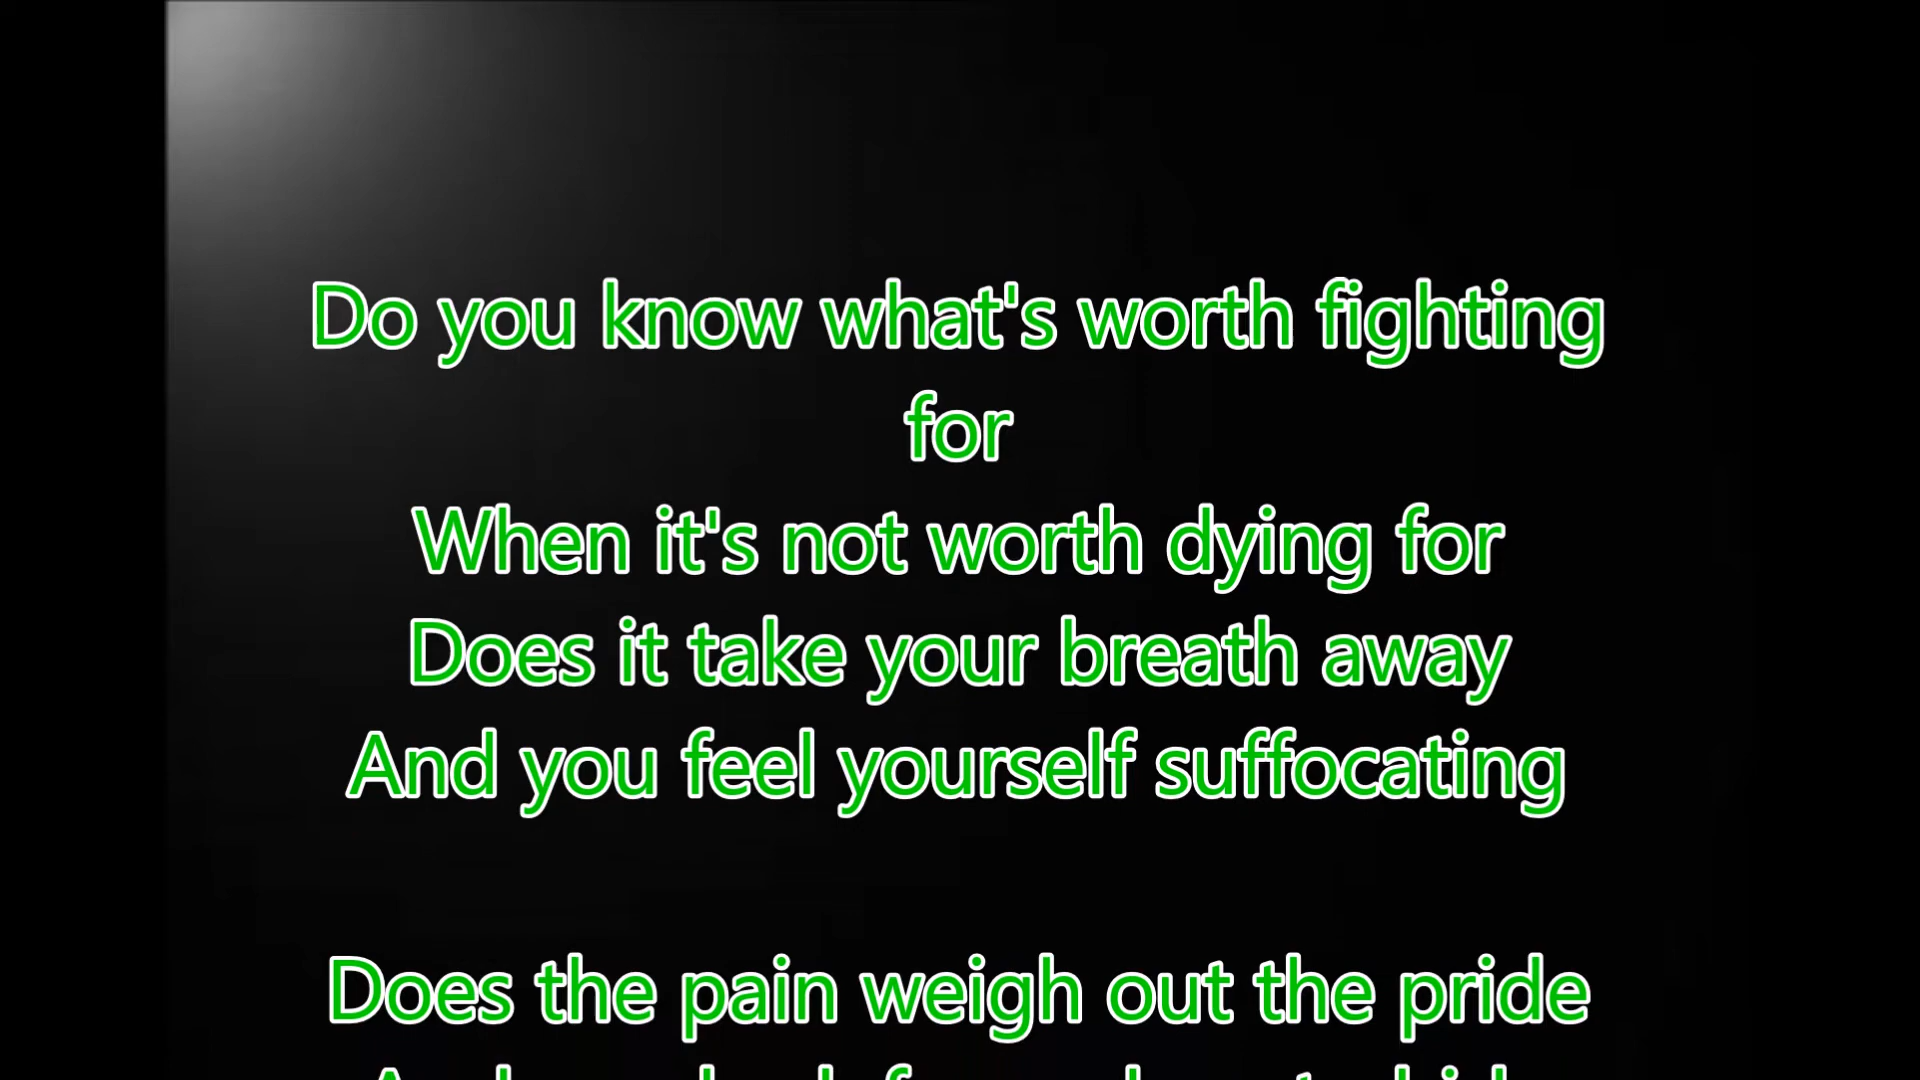 Do you know what's worth fighting
for
When it's not worth dying for
Does it take your breath away
And you feel yourself suffocating
Does the pain weigh out the pride